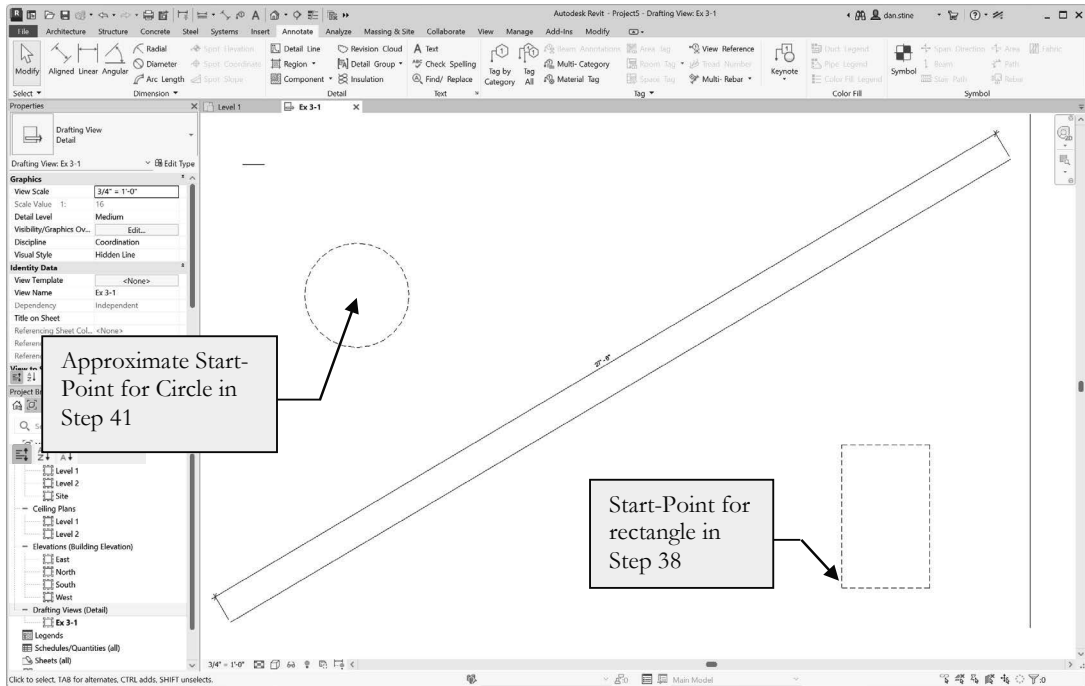 Autodesk Revit - Project5 - Drafting View: Ex 3-1
dan.stine
File Architecture Structure Concrete Steel Systems Insert Annotate Analyze Massing & Site Collaborate View Manage Add-Ins Modify
Modify
Select
Aligned Linear Angular
Radial
Diameter
Arc Length
Spot Elevation
Spot Coordinate
Spot Slope
Dimension
Detail Line
Region
Component
Revision Cloud
Detail Group
Insulation
Detail
A Text
Check Spelling
Find/ Replace
Text
Tag by Category
Tag All
Beam Annotations
Multi- Category
Material Tag
Area Tag
Room Tag
Space Tag
View Reference
Tread Number
Multi- Rebar
Tag
Keynote
Duct Legend
Pipe Legend
Color Fill Legend
Color Fill
Symbol
Span Direction
Beam
Stair Path
Area
Path
Rebar
Fabric
Symbol
Properties
Level 1
Ex 3-1
Drafting View
Detail
Drafting View: Ex 3-1
Edit Type
Graphics
View Scale 3/4" = 1'-0"
Scale Value 1: 16
Detail Level Medium
Visibility/Graphics Ov... Edit...
Discipline Coordination
Visual Style Hidden Line
Identity Data
View Template <None>
View Name Ex 3-1
Dependency Independent
Title on Sheet
Referencing Sheet Col... <None>
Approximate Start-
Point for Circle in
Step 41
Level 1
Level 2
Site
Ceiling Plans
Level 1
Level 2
Elevations (Building Elevation)
East
North
South
West
Drafting Views (Detail)
Ex 3-1
Legends
Schedules/Quantities (all)
Sheets (all)
Start-Point for
rectangle in
Step 38
3/4" = 1'-0"
Click to select, TAB for alternates, CTRL adds, SHIFT unselects.
Main Model
:0